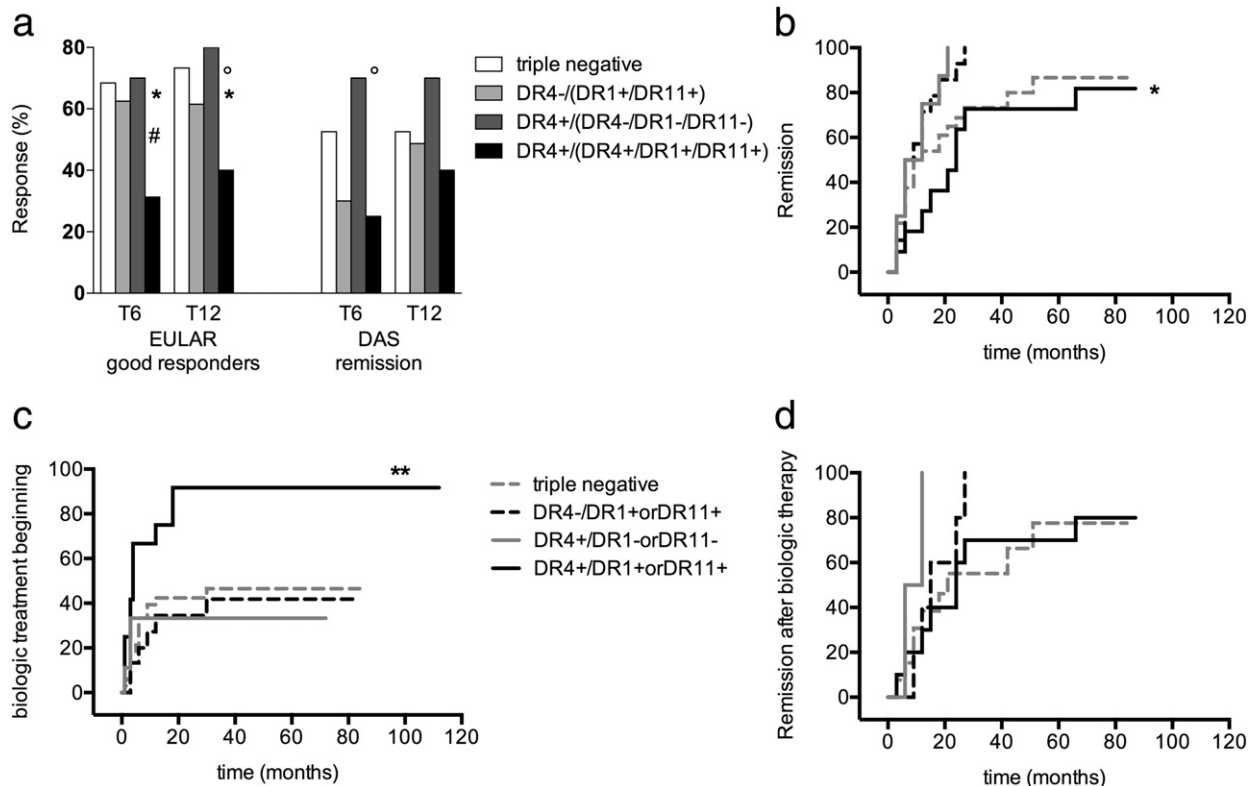 a
Response (%)
80
60
40
20
0
*
#
°
*
°
T6
T12
T6
T12
EULAR
good responders
DAS
remission
triple negative
DR4-/(DR1+/DR11+)
DR4+/(DR4-/DR1-/DR11-)
DR4+/(DR4+/DR1+/DR11+)
b
Remission
100
80
60
40
20
0
*
0 20 40 60 80 100 120
time (months)
c
biologic treatment beginning
100
80
60
40
20
0
**
0 20 40 60 80 100 120
time (months)
triple negative
DR4-/DR1+orDR11+
DR4+/DR1-orDR11-
DR4+/DR1+orDR11+
d
Remission after biologic therapy
100
80
60
40
20
0
0 20 40 60 80 100 120
time (months)